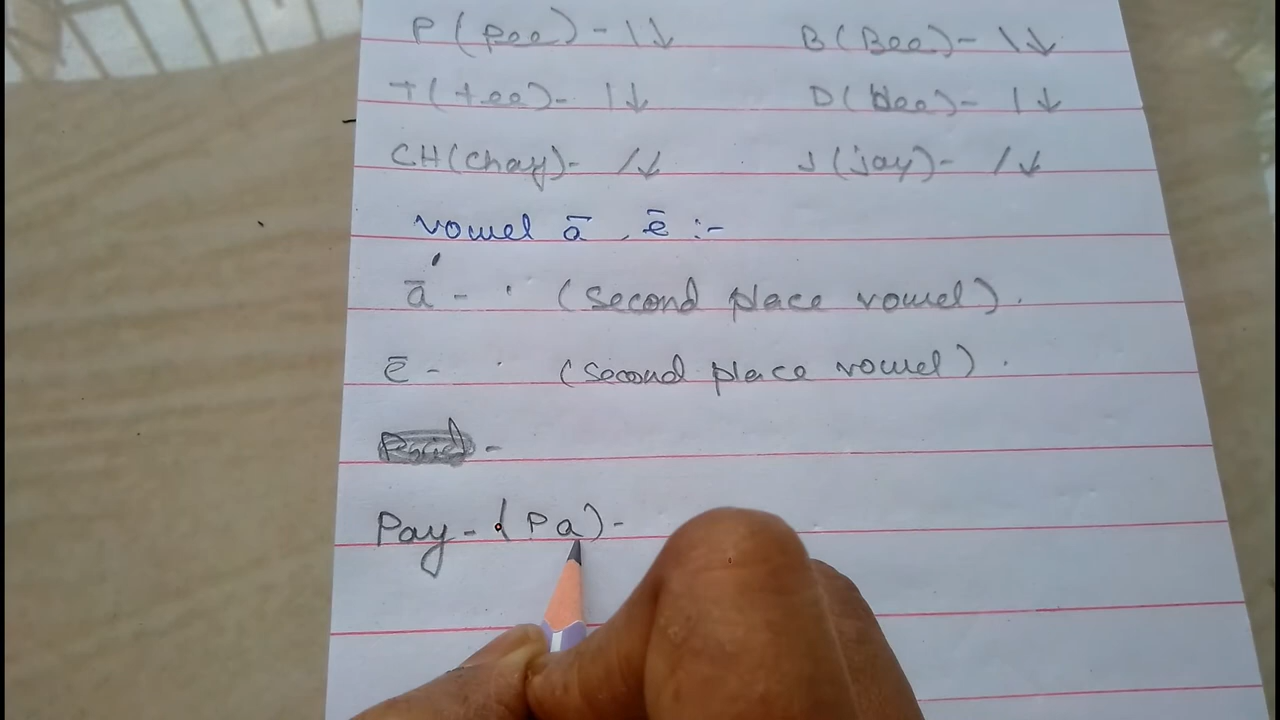 P (pee) - \↓ B (Bee) - \↓
T (tee) - |↓ D (dee) - |↓
CH (chay) - /↓ J (jay) - /↓
vowel ā , ē :-
ā - · (Second place vowel).
ē - · (Second place vowel).
-
Pay - (Pa) -